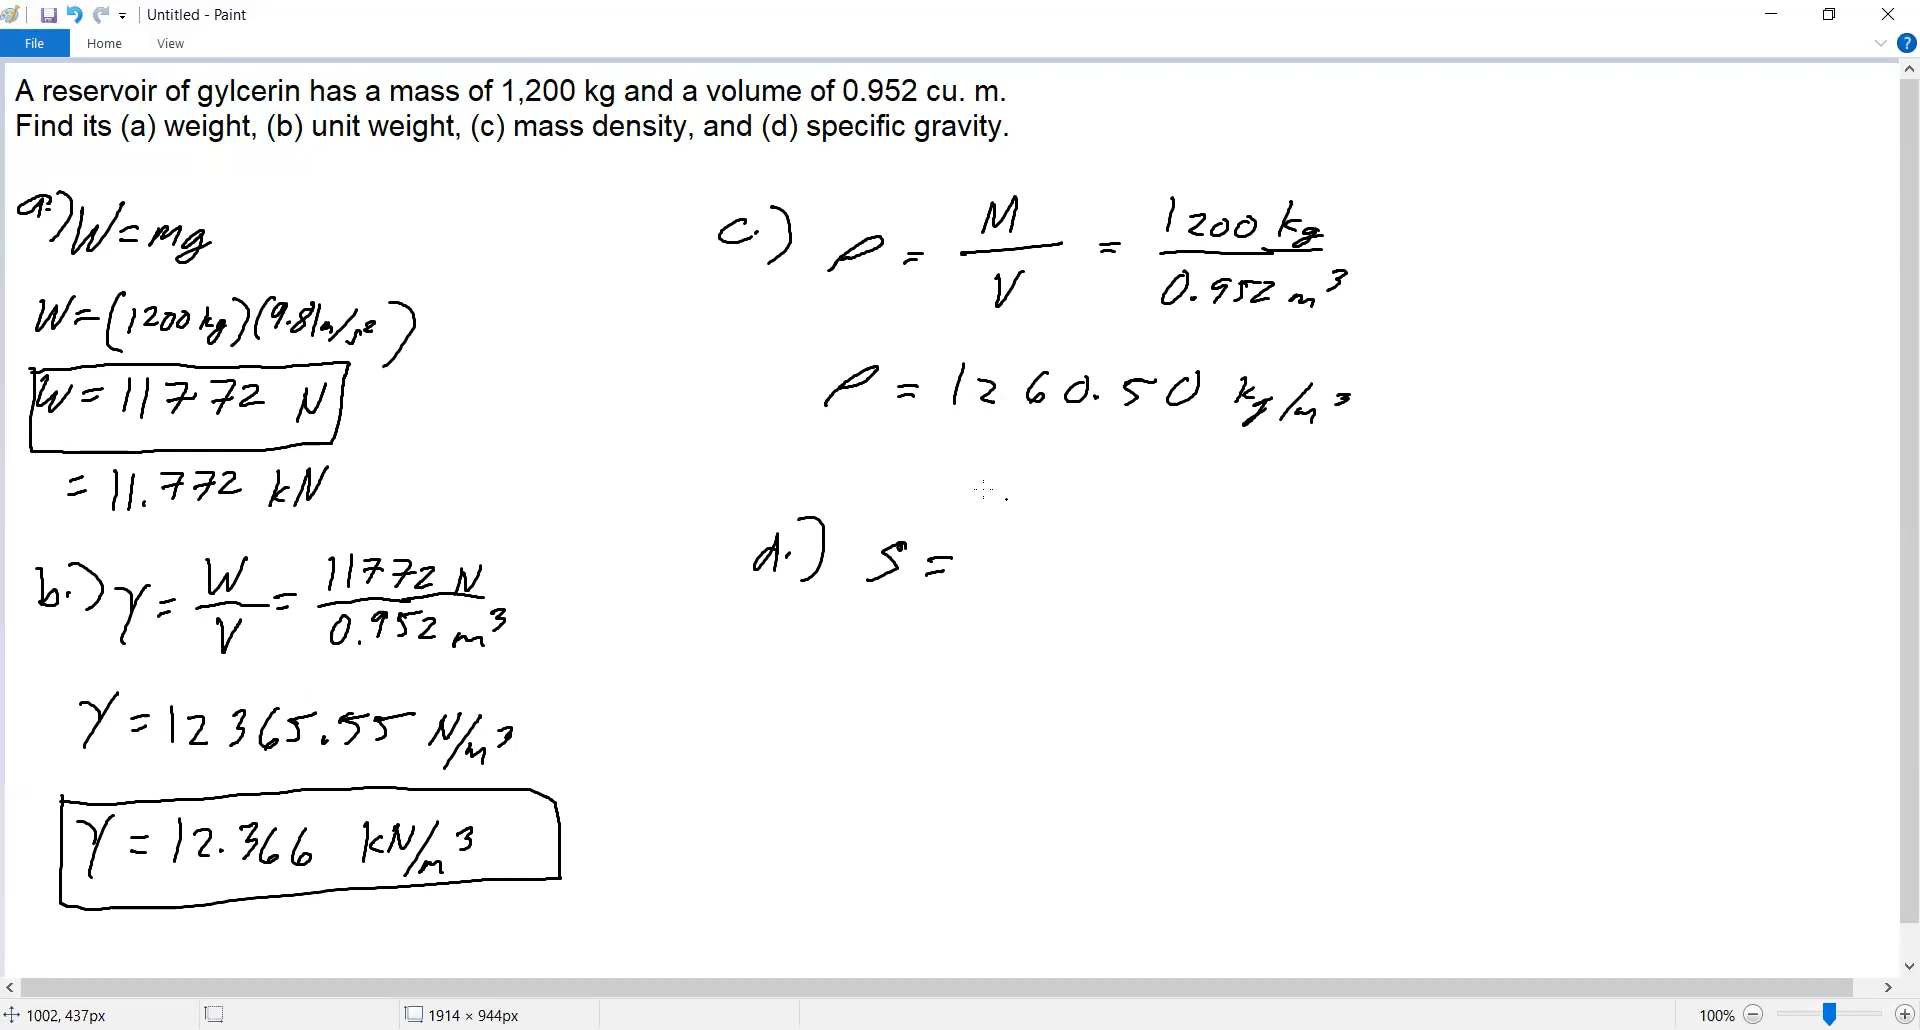 Untitled - Paint
File Home View
A reservoir of gylcerin has a mass of 1,200 kg and a volume of 0.952 cu. m.
Find its (a) weight, (b) unit weight, (c) mass density, and (d) specific gravity.
a.) W = mg
W = (1200 kg)(9.81 m/s²)
W = 11772 N
= 11.772 kN
b.) γ = W/V = 11772 N / 0.952 m³
γ = 12365.55 N/m³
γ = 12.366 kN/m³
c.) ρ = M/V = 1200 kg / 0.952 m³
ρ = 1260.50 kg/m³
d.) S =
1002, 437px
1914 × 944px
100%